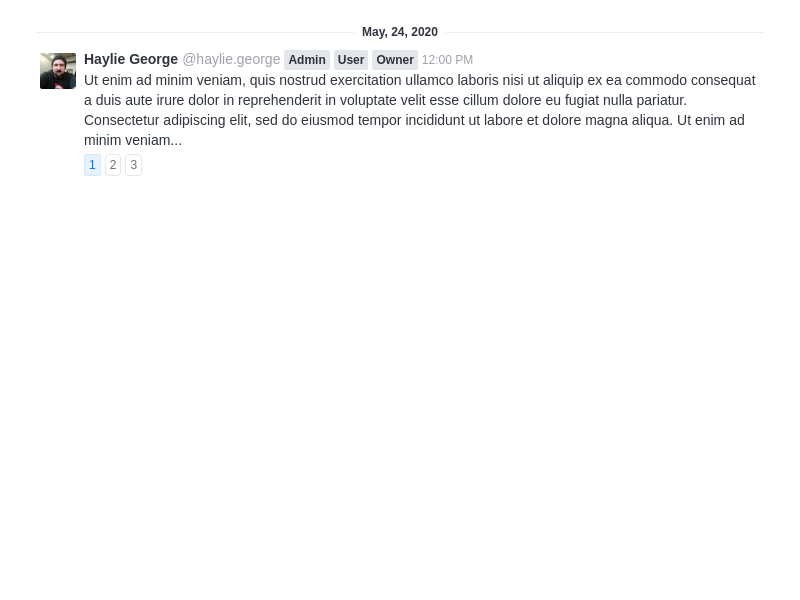 May, 24, 2020
Haylie George @haylie.george Admin User Owner 12:00 PM
Ut enim ad minim veniam, quis nostrud exercitation ullamco laboris nisi ut aliquip ex ea commodo consequat
a duis aute irure dolor in reprehenderit in voluptate velit esse cillum dolore eu fugiat nulla pariatur.
Consectetur adipiscing elit, sed do eiusmod tempor incididunt ut labore et dolore magna aliqua. Ut enim ad
minim veniam...
1 2 3